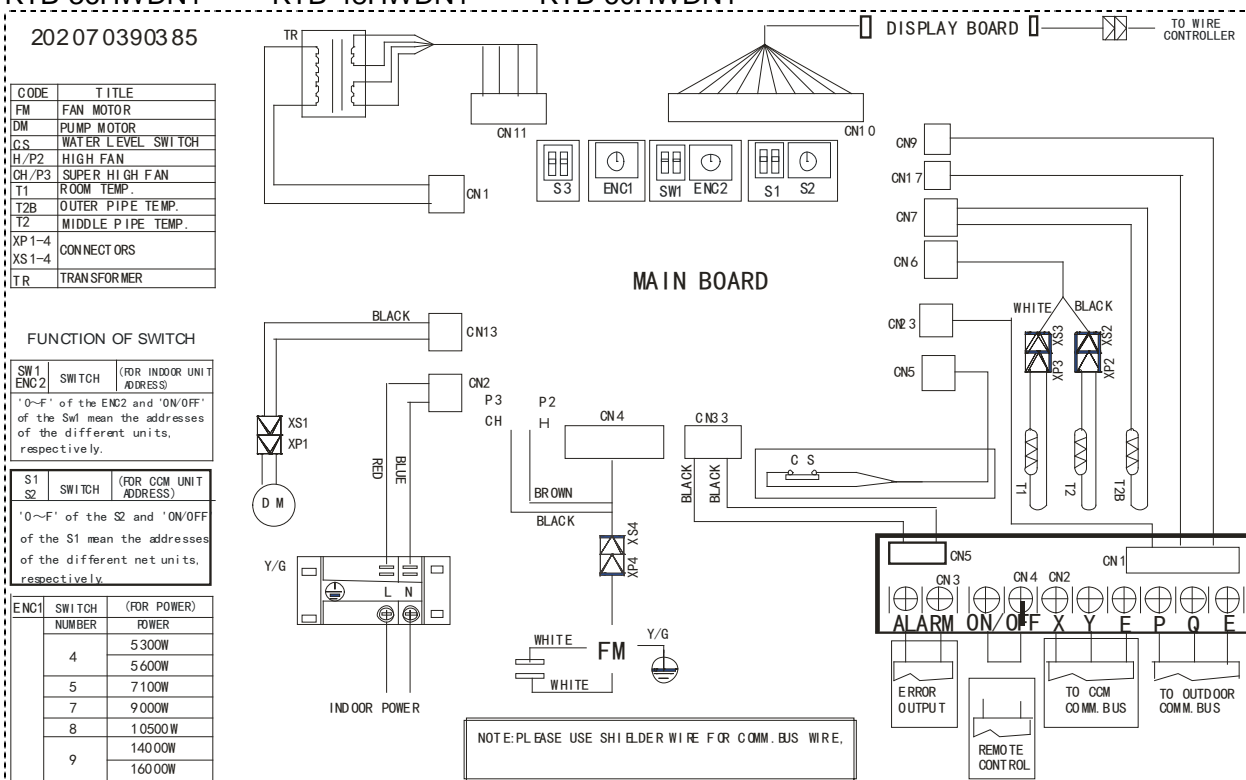 202070390385
CODE TITLE
FM FAN MOTOR
DM PUMP MOTOR
CS WATER LEVEL SWITCH
H/P2 HIGH FAN
CH/P3 SUPER HIGH FAN
T1 ROOM TEMP.
T2B OUTER PIPE TEMP.
T2 MIDDLE PIPE TEMP.
XP1-4
XS1-4
CONNECTORS
TR TRANSFORMER
FUNCTION OF SWITCH
SW1
ENC2
SWITCH
(FOR INDOOR UNIT
ADRESS)
'0~F' of the ENC2 and 'ON/OFF'
of the SW1 mean the addresses
of the different units,
respectively.
S1
S2
SWITCH
(FOR CCM UNIT
ADDRESS)
'0~F' of the S2 and 'ON/OFF
of the S1 mean the addresses
of the different net units,
respectively.
ENC1 SWITCH (FOR POWER)
NUMBER POWER
4
5300W
5600W
5 7100W
7 9000W
8 10500W
9
14000W
16000W
TR
CN11
CN1
DISPLAY BOARD
TO WIRE
CONTROLLER
CN10
S3
ENC1
SW1 ENC2
S1 S2
CN9
CN17
CN7
CN6
CN23
CN5
MAIN BOARD
WHITE
BLACK
XS3
XP3
XS2
XP2
T1
T2
T2B
BLACK
CN13
CN2
XS1
XP1
DM
RED
BLUE
P3 P2
CH H
CN4
CN33
BLACK
BLACK
CS
BROWN
BLACK
XS4
XP4
Y/G
L N
INDOOR POWER
WHITE
WHITE
FM
Y/G
CN5
CN1
CN3
CN4 CN2
ALARM ON/OFF X Y E P Q E
ERROR
OUTPUT
REMOTE
CONTROL
TO CCM
COMM.BUS
TO OUTDOOR
COMM.BUS
NOTE:PLEASE USE SHIELDER WIRE FOR COMM.BUS WIRE,